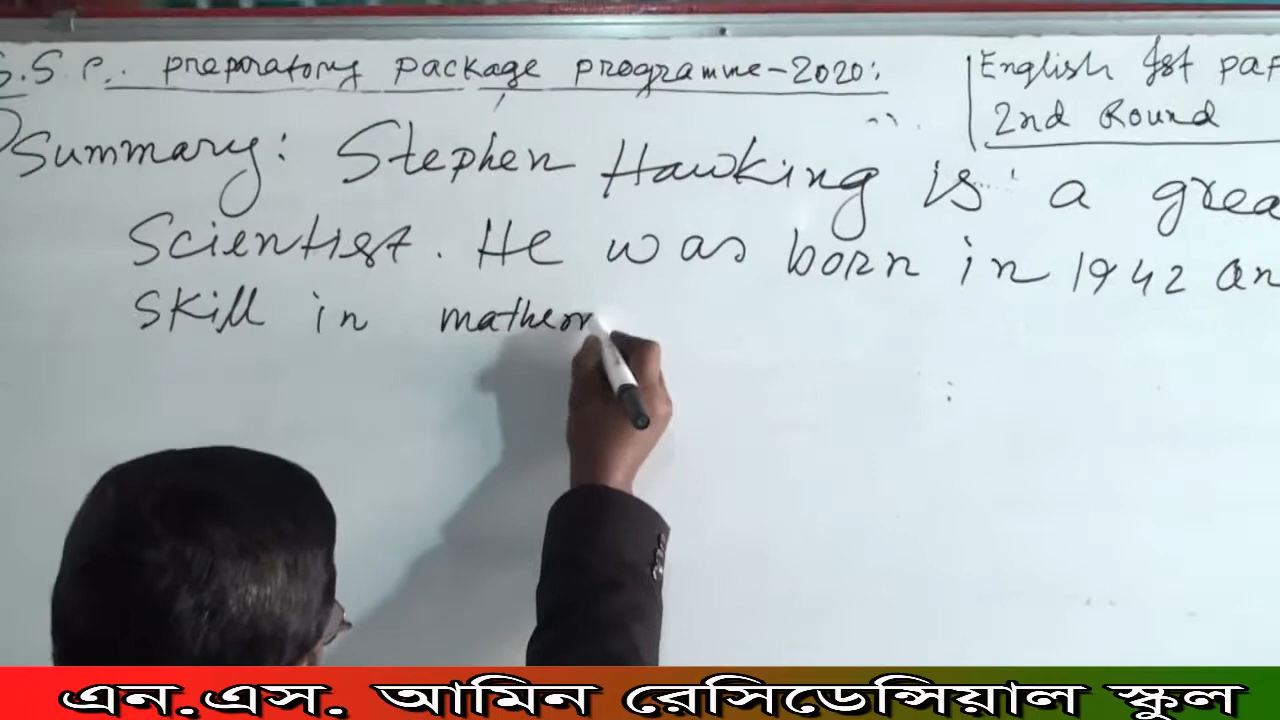 S.S.C. preparatory package programme-2020:
English 1st pap
2nd Round
Summary: Stephen Hawking is a grea
Scientist. He was born in 1942 an
skill in mathem
এন.এস. আমিন রেসিডেন্সিয়াল স্কুল